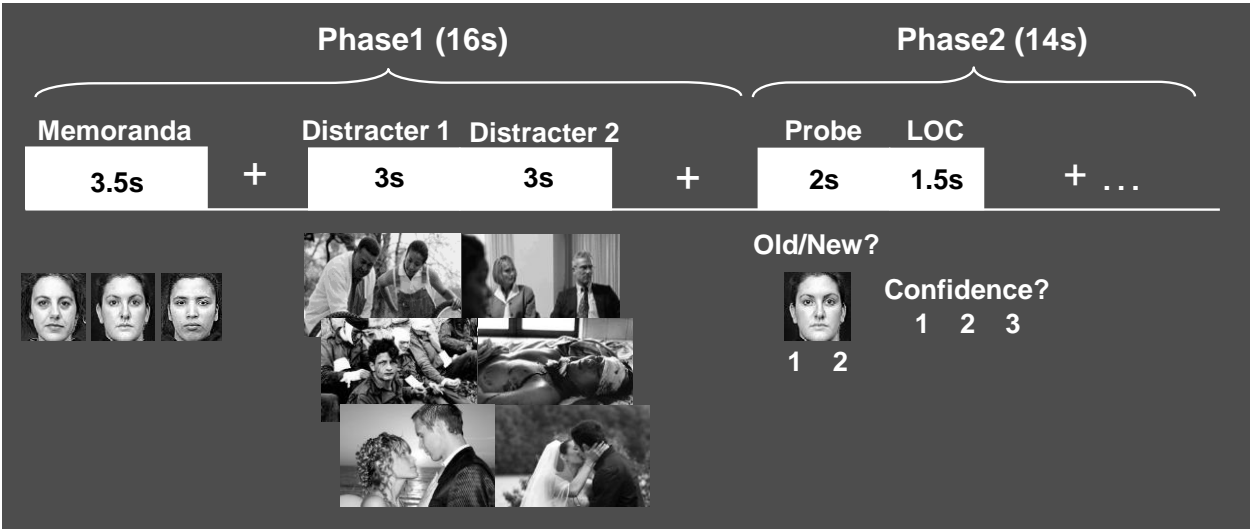 Phase1 (16s) Phase2 (14s)
Memoranda Distracter 1 Distracter 2 Probe LOC
3.5s + 3s 3s + 2s 1.5s + ...
Old/New?
Confidence?
1 2 3
1 2